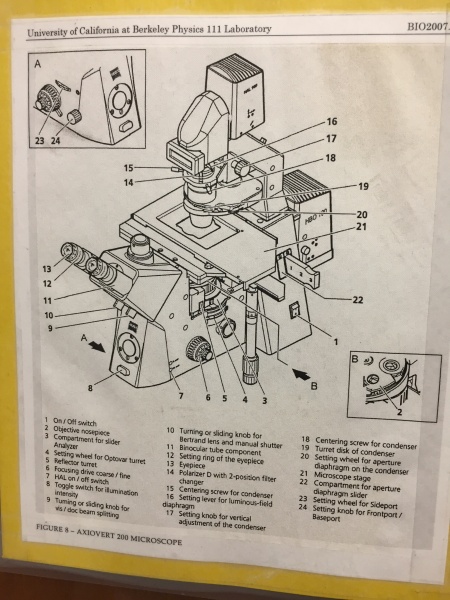 University of California at Berkeley Physics 111 Laboratory
BIO2007.
A
23 24
HAL 100
16
17
18
15
14
19
20
21
HBO 100
13
12
11
10
9
A
8
7
6
5
4
3
22
1
B
B
2
1 On / Off switch
2 Objective nosepiece
3 Compartment for slider
Analyzer
4 Setting wheel for Optovar turret
5 Reflector turret
6 Focusing drive coarse / fine
7 HAL on / off switch
8 Toggle switch for illumination
intensity
9 Turning or sliding knob for
vis / doc beam splitting
10 Turning or sliding knob for
Bertrand lens and manual shutter
11 Binocular tube component
12 Setting ring of the eyepiece
13 Eyepiece
14 Polarizer D with 2-position filter
changer
15 Centering screw for condenser
16 Setting lever for luminous-field
diaphragm
17 Setting knob for vertical
adjustment of the condenser
18 Centering screw for condenser
19 Turret disk of condenser
20 Setting wheel for aperture
diaphragm on the condenser
21 Microscope stage
22 Compartment for aperture
diaphragm slider
23 Setting wheel for Sideport
24 Setting knob for Frontport /
Baseport
FIGURE 8 – AXIOVERT 200 MICROSCOPE